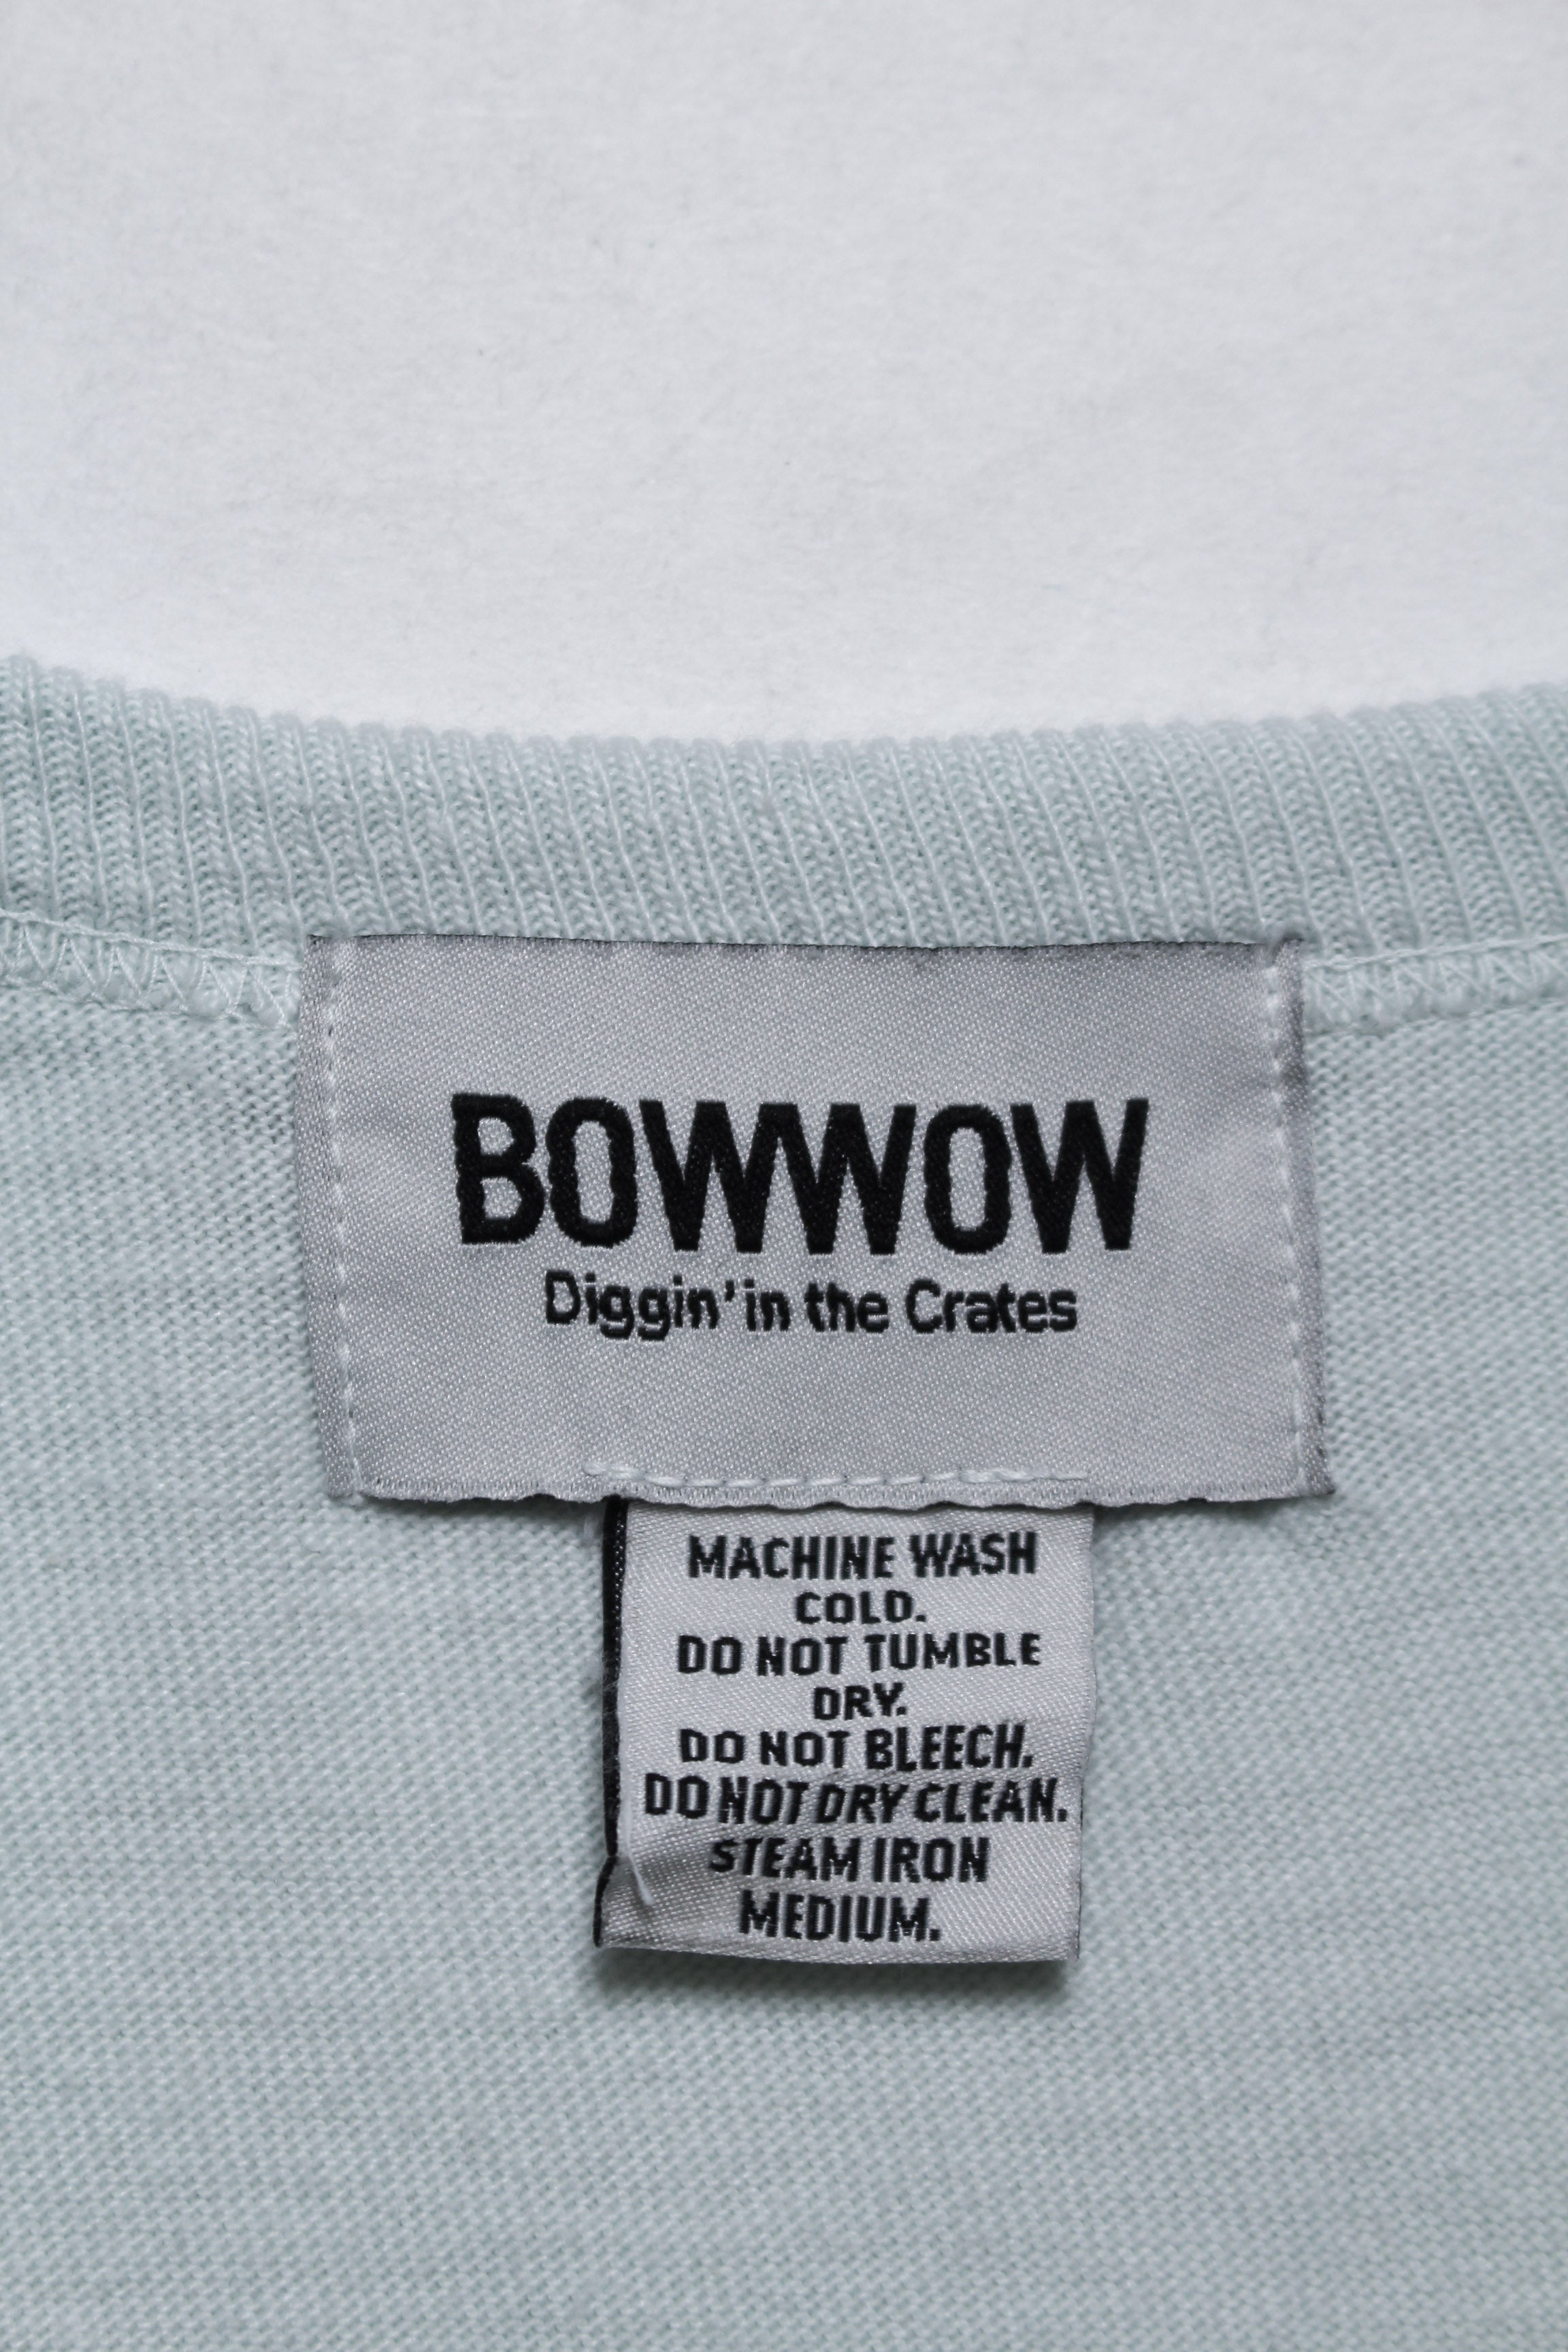 BOWWOW
Diggin' in the Crates
MACHINE WASH
COLD.
DO NOT TUMBLE
DRY.
DO NOT BLEECH.
DO NOT DRY CLEAN.
STEAM IRON
MEDIUM.